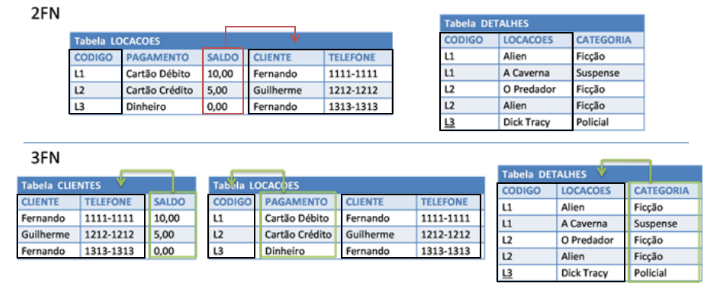 2FN
Tabela LOCACOES
CODIGO PAGAMENTO SALDO CLIENTE TELEFONE
L1 Cartão Débito 10,00 Fernando 1111-1111
L2 Cartão Crédito 5,00 Guilherme 1212-1212
L3 Dinheiro 0,00 Fernando 1313-1313
Tabela DETALHES
CODIGO LOCACOES CATEGORIA
L1 Alien Ficção
L1 A Caverna Suspense
L2 O Predador Ficção
L2 Alien Ficção
L3 Dick Tracy Policial
3FN
Tabela CLIENTES
CLIENTE TELEFONE SALDO
Fernando 1111-1111 10,00
Guilherme 1212-1212 5,00
Fernando 1313-1313 0,00
Tabela LOCACOES
CODIGO PAGAMENTO CLIENTE TELEFONE
L1 Cartão Débito Fernando 1111-1111
L2 Cartão Crédito Guilherme 1212-1212
L3 Dinheiro Fernando 1313-1313
Tabela DETALHES
CODIGO LOCACOES CATEGORIA
L1 Alien Ficção
L1 A Caverna Suspense
L2 O Predador Ficção
L2 Alien Ficção
L3 Dick Tracy Policial